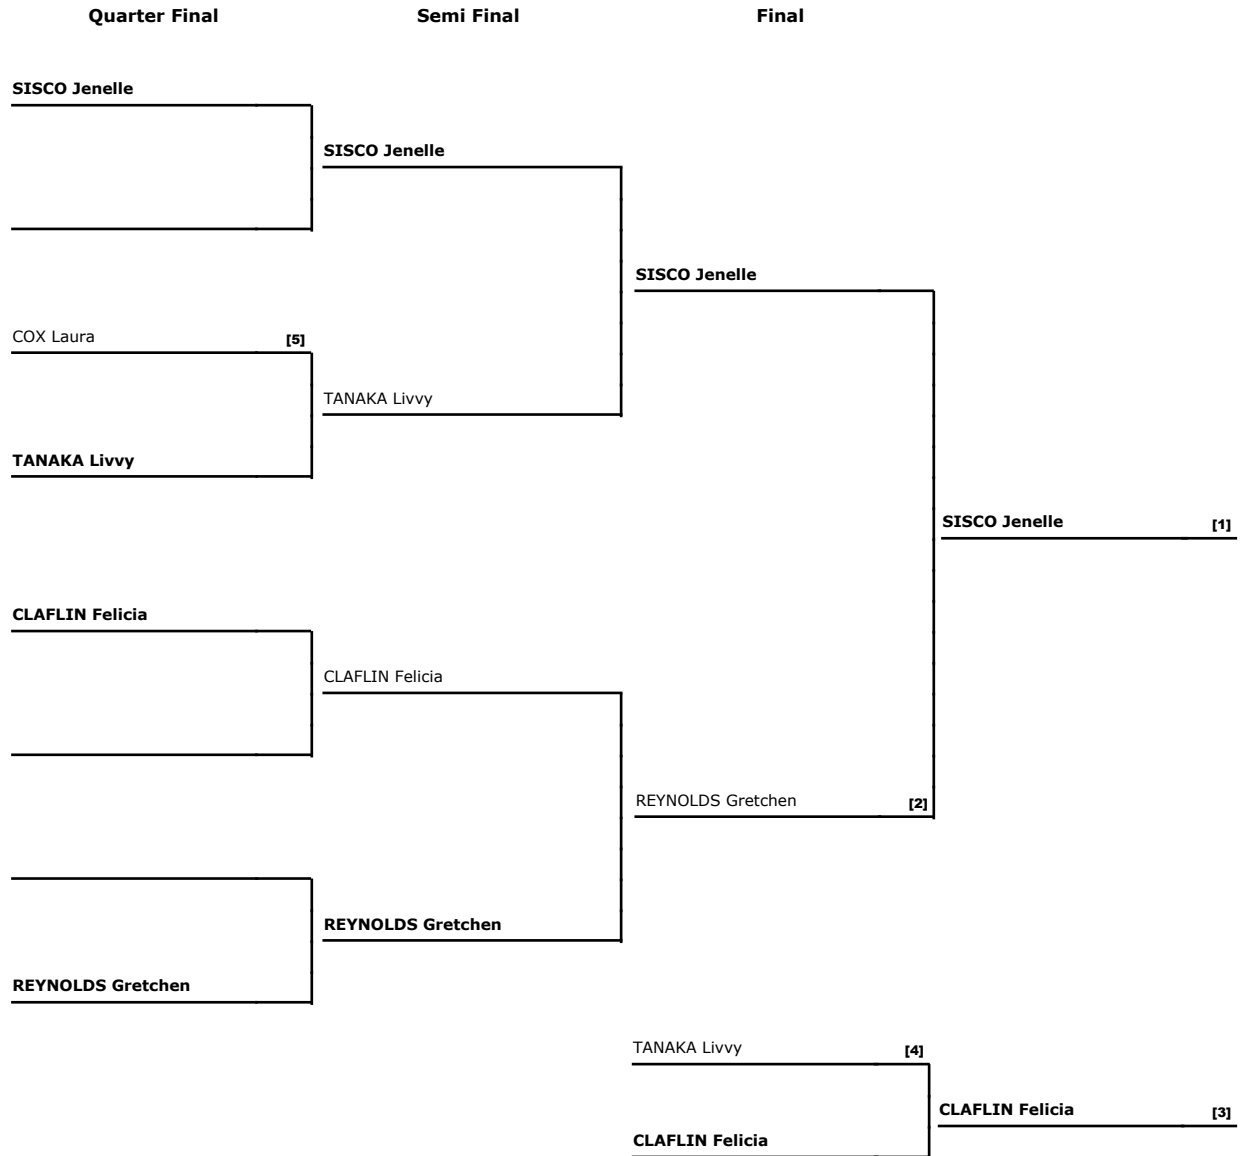 Quarter Final Semi Final Final
SISCO Jenelle
SISCO Jenelle
SISCO Jenelle
COX Laura [5]
TANAKA Livvy
TANAKA Livvy
SISCO Jenelle [1]
CLAFLIN Felicia
CLAFLIN Felicia
REYNOLDS Gretchen [2]
REYNOLDS Gretchen
REYNOLDS Gretchen
TANAKA Livvy [4]
CLAFLIN Felicia [3]
CLAFLIN Felicia